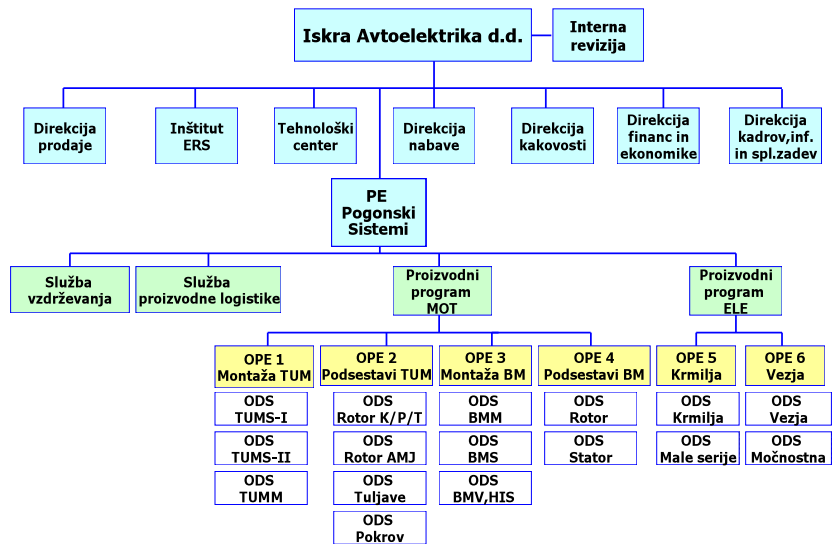 Iskra Avtoelektrika d.d.
Interna
revizija
Direkcija
prodaje
Inštitut
ERS
Tehnološki
center
Direkcija
nabave
Direkcija
kakovosti
Direkcija
financ in
ekonomike
Direkcija
kadrov,inf.
in spl.zadev
PE
Pogonski
Sistemi
Služba
vzdrževanja
Služba
proizvodne logistike
Proizvodni
program
MOT
Proizvodni
program
ELE
OPE 1
Montaža TUM
OPE 2
Podsestavi TUM
OPE 3
Montaža BM
OPE 4
Podsestavi BM
OPE 5
Krmilja
OPE 6
Vezja
ODS
TUMS-I
ODS
Rotor K/P/T
ODS
BMM
ODS
Rotor
ODS
Krmilja
ODS
Vezja
ODS
TUMS-II
ODS
Rotor AMJ
ODS
BMS
ODS
Stator
ODS
Male serije
ODS
Močnostna
ODS
TUMM
ODS
Tuljave
ODS
BMV,HIS
ODS
Pokrov